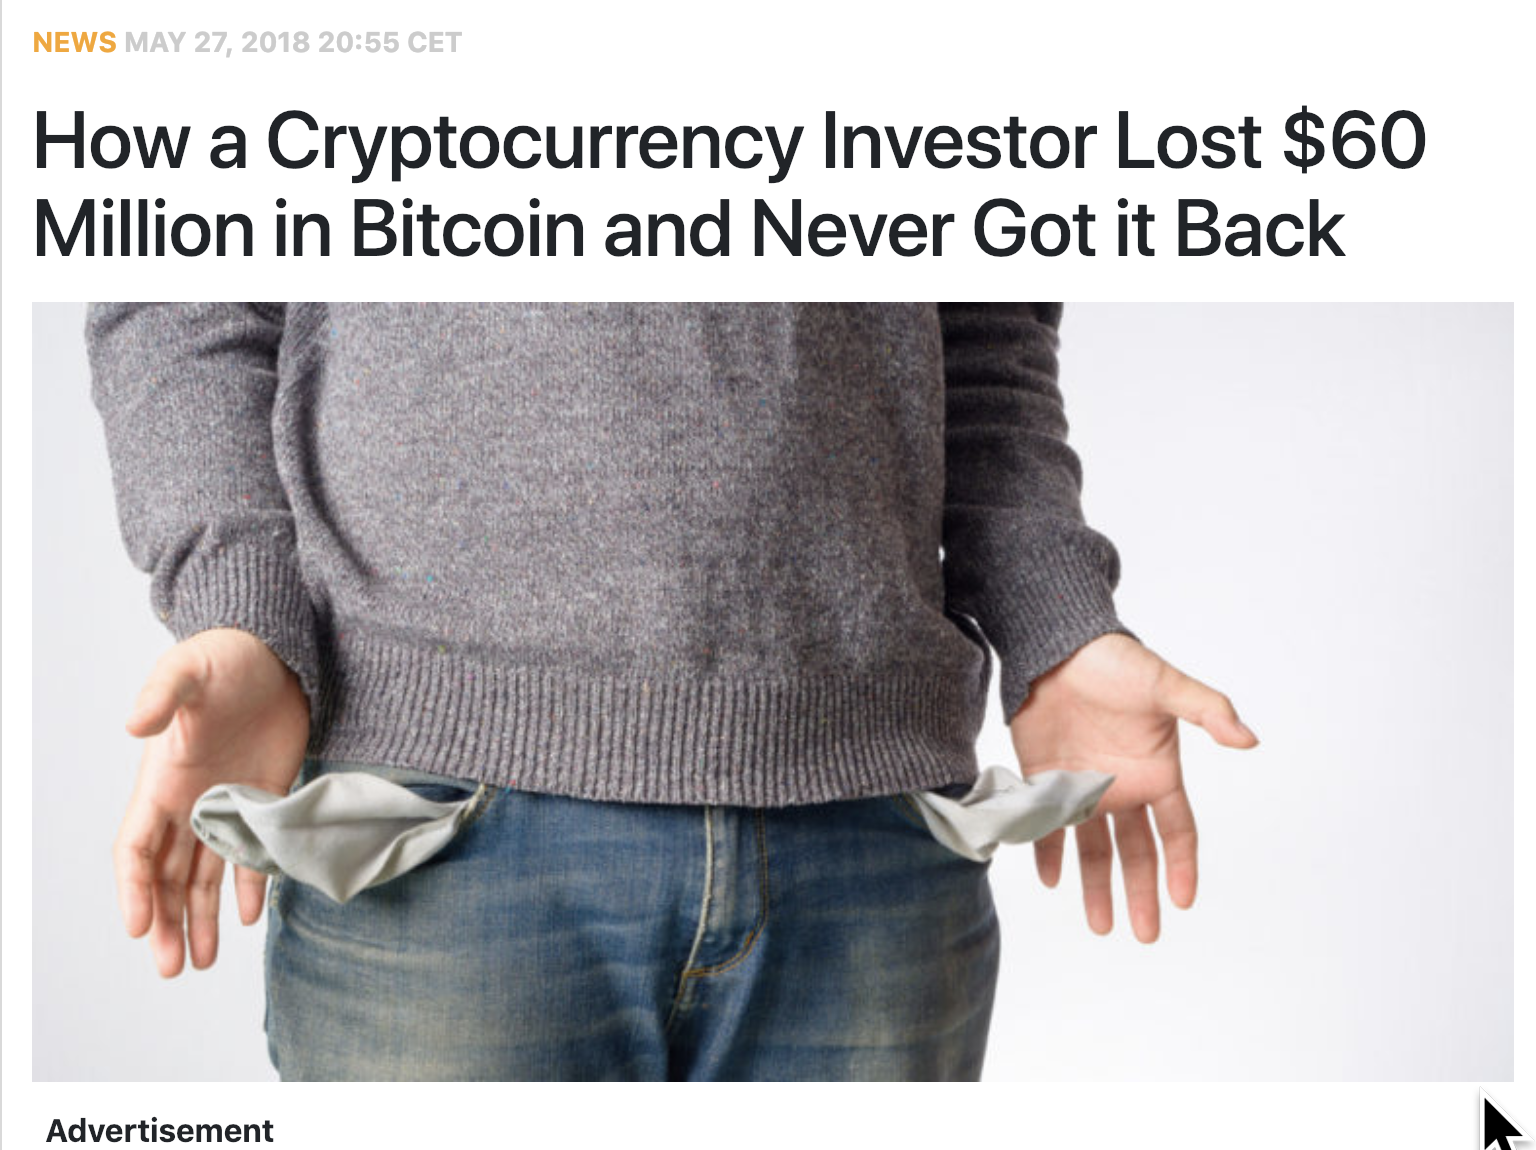 NEWS MAY 27, 2018 20:55 CET
How a Cryptocurrency Investor Lost $60
Million in Bitcoin and Never Got it Back
Advertisement